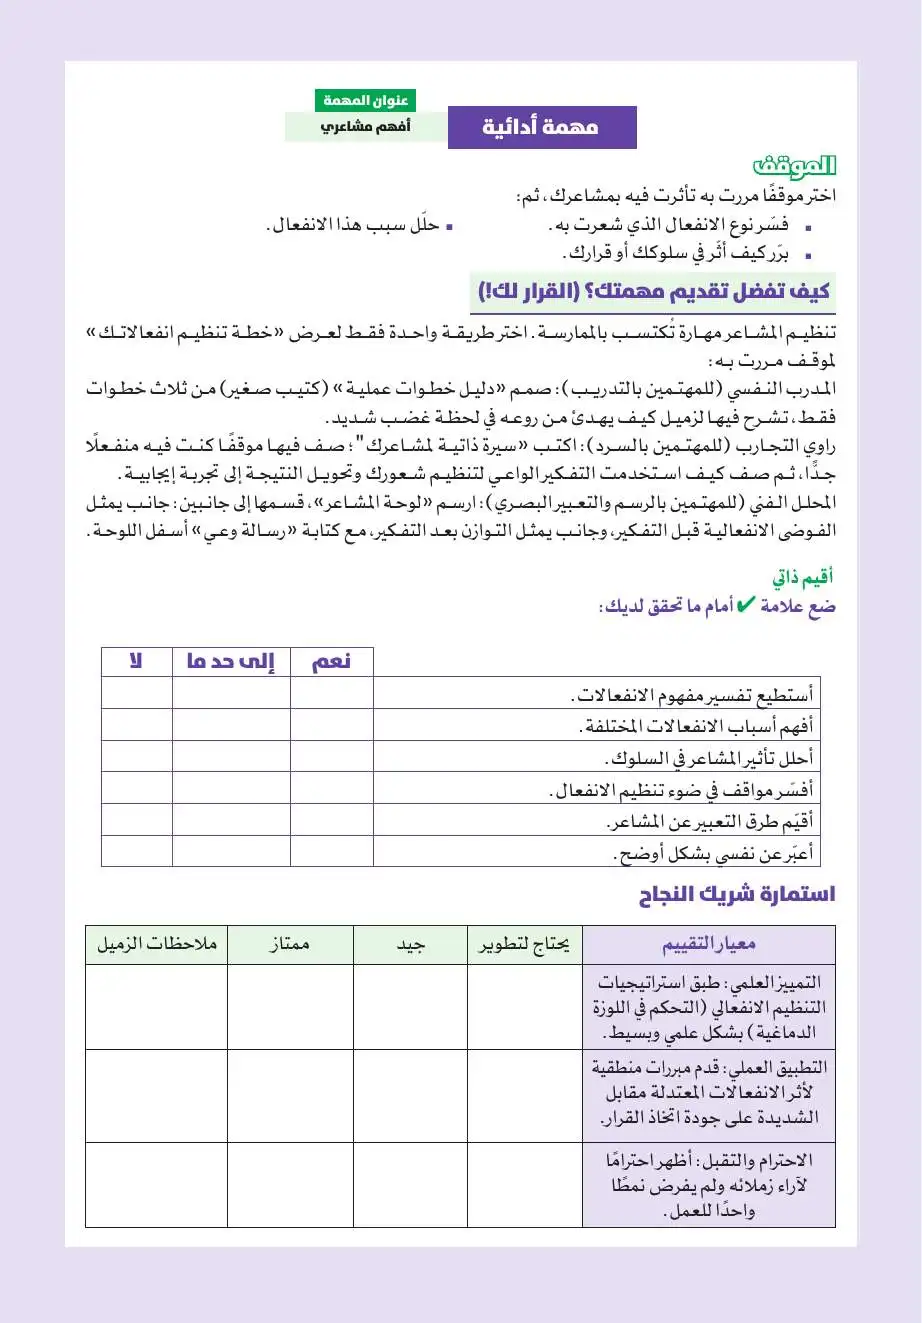 عنوان المهمة
مهمة أدائية
أفهم مشاعري
الموقف
اختر موقفًا مررت به تأثرت فيه بمشاعرك، ثم:
▪ فسَر نوع الانفعال الذي شعرت به.
▪ حلّل سبب هذا الانفعال.
▪ برّر كيف أثّر في سلوكك أو قرارك.
كيف تفضل تقديم مهمتك؟ (القرار لك!)
تنظيم المشاعر مهارة تُكتسب بالممارسة. اختر طريقة واحدة فقط لعرض «خطة تنظيم انفعالاتك»
لموقف مررت به:
المدرب النفسي (للمهتمين بالتدريب): صمم «دليل خطوات عملية» (كتيب صغير) من ثلاث خطوات
فقط، تشرح فيها لزميل كيف يهدئ من روعه في لحظة غضب شديد.
راوي التجارب (للمهتمين بالسرد): اكتب «سيرة ذاتية لمشاعرك"؛ صف فيها موقفًا كنت فيه منفعلًا
جدًّا، ثم صف كيف استخدمت التفكير الواعي لتنظيم شعورك وتحويل النتيجة إلى تجربة إيجابية.
المحلل الفني (للمهتمين بالرسم والتعبير البصري): ارسم «لوحة المشاعر»، قسمها إلى جانبين: جانب يمثل
الفوضى الانفعالية قبل التفكير، وجانب يمثل التوازن بعد التفكير، مع كتابة «رسالة وعي» أسفل اللوحة.
أقيم ذاتي
ضع علامة ✔ أمام ما تحقق لديك:
نعم إلى حد ما لا
أستطيع تفسير مفهوم الانفعالات.
أفهم أسباب الانفعالات المختلفة.
أحلل تأثير المشاعر في السلوك.
أفسَر مواقف في ضوء تنظيم الانفعال.
أقيَم طرق التعبير عن المشاعر.
أعبَر عن نفسي بشكل أوضح.
استمارة شريك النجاح
معيار التقييم يحتاج لتطوير جيد ممتاز ملاحظات الزميل
التمييز العلمي: طبق استراتيجيات
التنظيم الانفعالي (التحكم في اللوزة
الدماغية) بشكل علمي وبسيط.
التطبيق العملي: قدم مبررات منطقية
لأثر الانفعالات المعتدلة مقابل
الشديدة على جودة اتخاذ القرار.
الاحترام والتقبل: أظهر احترامًا
لآراء زملائه ولم يفرض نمطًا
واحدًا للعمل.